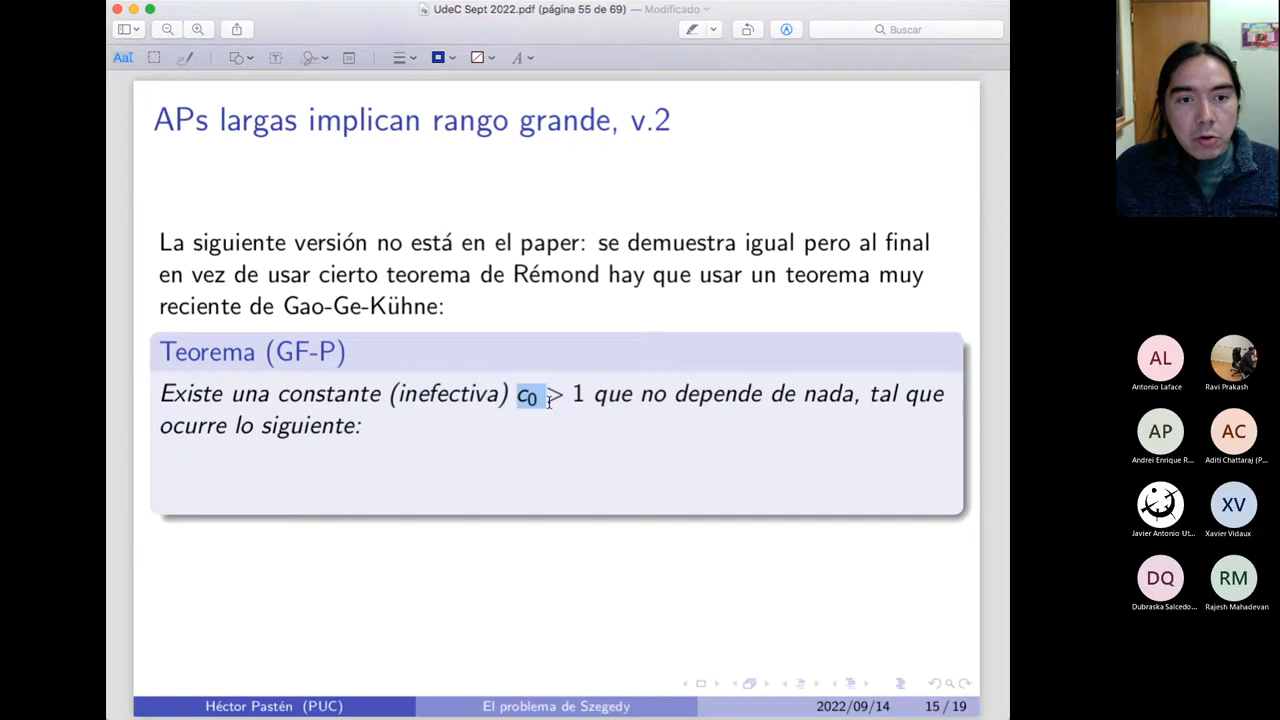 UdeC Sept 2022.pdf (página 55 de 69) — Modificado
Buscar
AaI
APs largas implican rango grande, v.2
La siguiente versión no está en el paper: se demuestra igual pero al final
en vez de usar cierto teorema de Rémond hay que usar un teorema muy
reciente de Gao-Ge-Kühne:
Teorema (GF-P)
Existe una constante (inefectiva) c₀ > 1 que no depende de nada, tal que
ocurre lo siguiente:
Héctor Pastén (PUC)
El problema de Szegedy
2022/09/14
15 / 19
AL
Antonio Laface
Ravi Prakash
AP
Andrei Enrique R...
AC
Aditi Chattaraj (P...
Javier Antonio Ut...
XV
Xavier Vidaux
DQ
Dubraska Salcedo...
RM
Rajesh Mahadevan